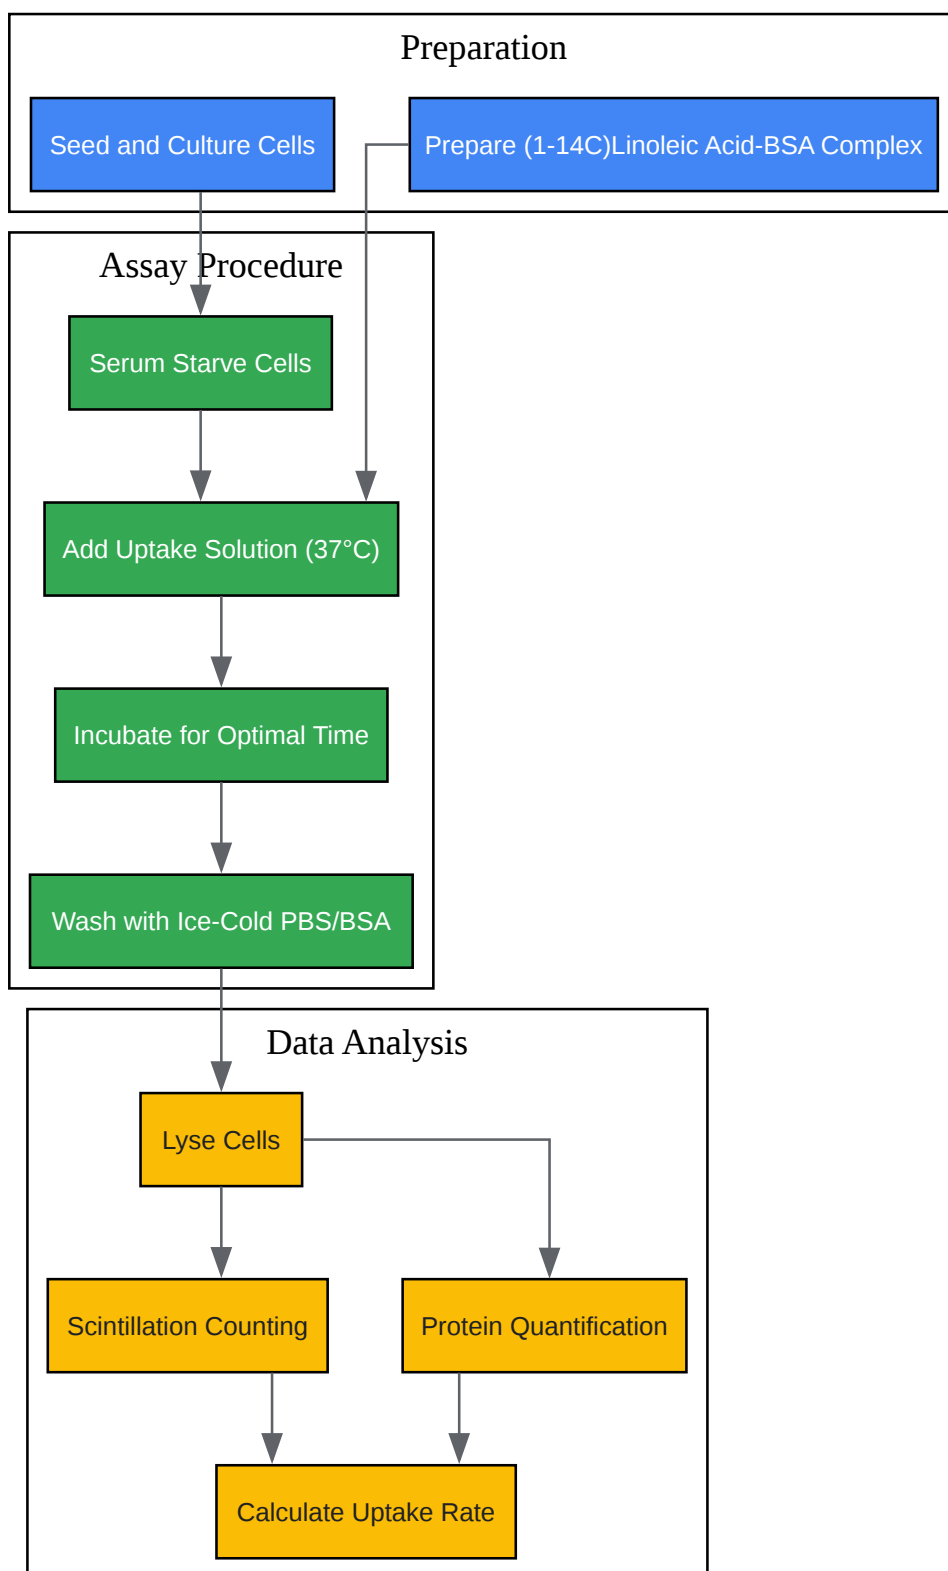 Preparation
Seed and Culture Cells
Prepare (1-14C)Linoleic Acid-BSA Complex
Assay Procedure
Serum Starve Cells
Add Uptake Solution (37°C)
Incubate for Optimal Time
Wash with Ice-Cold PBS/BSA
Data Analysis
Lyse Cells
Scintillation Counting
Protein Quantification
Calculate Uptake Rate